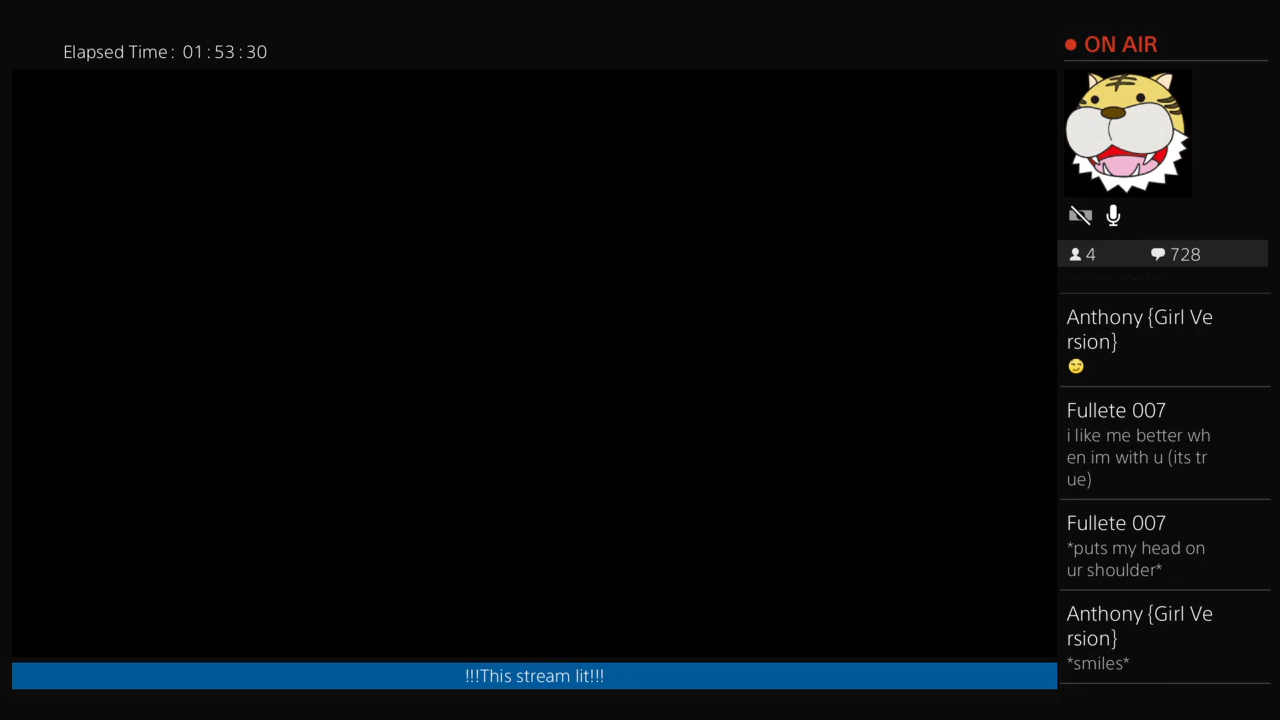 Elapsed Time: 01:53:30
ON AIR
4 728
Anthony {Girl Ve
rsion}
Fullete 007
i like me better wh
en im with u (its tr
ue)
Fullete 007
*puts my head on
ur shoulder*
Anthony {Girl Ve
rsion}
*smiles*
!!!This stream lit!!!